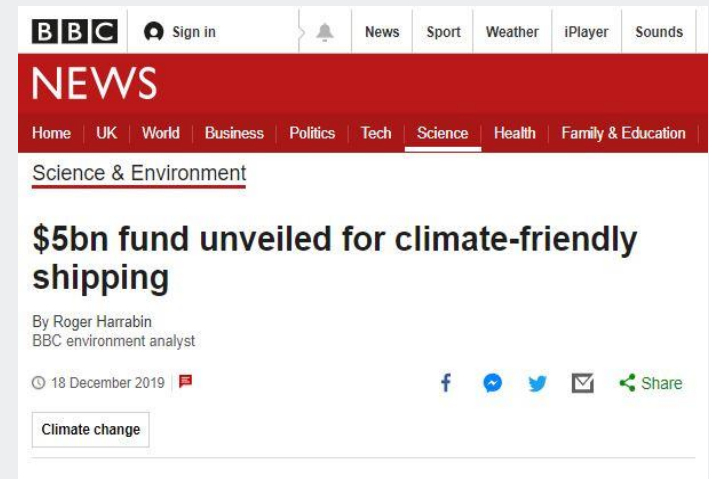 BBC Sign in News Sport Weather iPlayer Sounds
NEWS
Home UK World Business Politics Tech Science Health Family & Education
Science & Environment
$5bn fund unveiled for climate-friendly
shipping
By Roger Harrabin
BBC environment analyst
18 December 2019
Share
Climate change